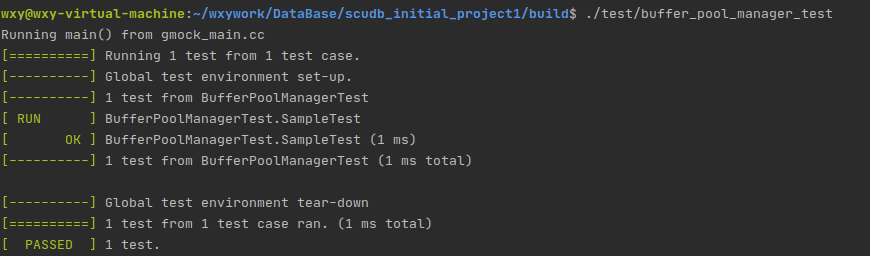 wxy@wxy-virtual-machine:~/wxywork/DataBase/scudb_initial_project1/build$ ./test/buffer_pool_manager_test
Running main() from gmock_main.cc
[==========] Running 1 test from 1 test case.
[----------] Global test environment set-up.
[----------] 1 test from BufferPoolManagerTest
[ RUN      ] BufferPoolManagerTest.SampleTest
[       OK ] BufferPoolManagerTest.SampleTest (1 ms)
[----------] 1 test from BufferPoolManagerTest (1 ms total)

[----------] Global test environment tear-down
[==========] 1 test from 1 test case ran. (1 ms total)
[  PASSED  ] 1 test.